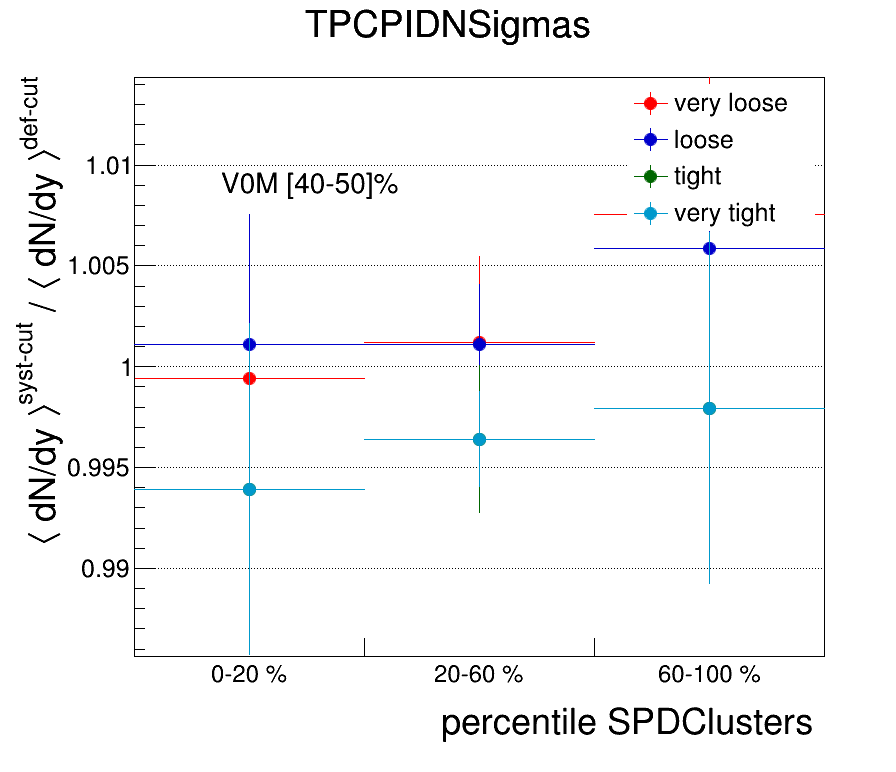 TPCPIDNSigmas
⟨ dN/dy ⟩^syst-cut / ⟨ dN/dy ⟩^def-cut
very loose
loose
tight
very tight
V0M [40-50]%
1.01
1.005
1
0.995
0.99
0-20 %
20-60 %
60-100 %
percentile SPDClusters